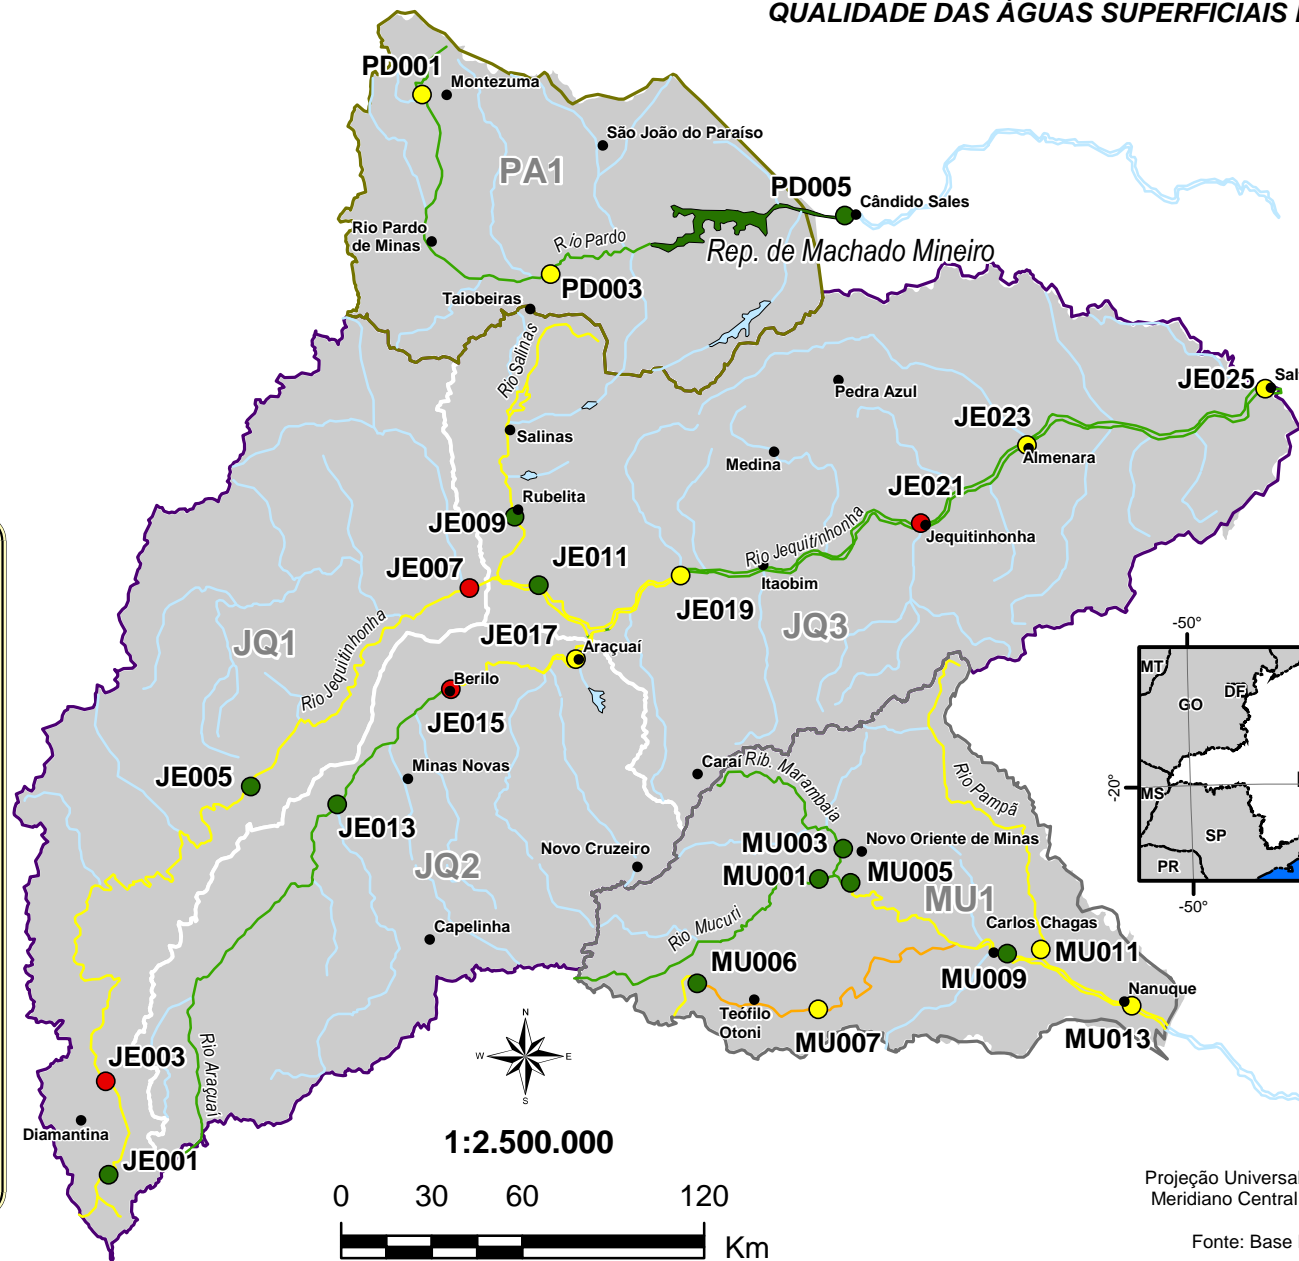 QUALIDADE DAS ÁGUAS SUPERFICIAIS
PD001
Montezuma
São João do Paraíso
PA1
PD005
Cândido Sales
Rio Pardo
de Minas
Rio Pardo
Rep. de Machado Mineiro
PD003
Taiobeiras
Rio Salinas
Pedra Azul
JE025
Sal
JE023
Almenara
Salinas
Medina
JE021
Rubelita
JE009
Jequitinhonha
Rio Jequitinhonha
JE011
JE007
Itaobim
JE019
JQ3
JQ1
JE017
Araçuaí
Rio Jequitinhonha
Berilo
JE015
-50°
MT
DF
GO
-20°
MS
SP
PR
-50°
Caraí
Rib. Marambaia
Rio Pampã
JE005
Minas Novas
JE013
JQ2
Novo Cruzeiro
MU003
Novo Oriente de Minas
MU001
MU005
MU1
Carlos Chagas
Capelinha
Rio Mucuri
MU006
MU009
MU011
Nanuque
Teófilo
Otoni
MU007
MU013
N
W
E
S
JE003
Rio Araçuaí
Diamantina
JE001
1:2.500.000
0 30 60 120
Km
Projeção Universal
Meridiano Central
Fonte: Base